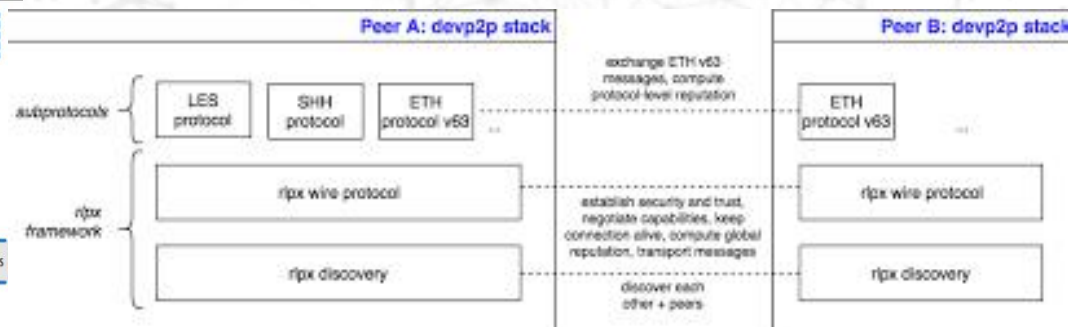 Peer A: devp2p stack
Peer B: devp2p stack
exchange ETH v63
messages, compute
protocol-level reputation
subprotocols
LES
protocol
SHH
protocol
ETH
protocol v63
...
ETH
protocol v63
...
rlpx
framework
rlpx wire protocol
rlpx wire protocol
establish security and trust,
negotiate capabilities, keep
connection alive, compute global
reputation, transport messages
rlpx discovery
rlpx discovery
discover each
other + peers
s